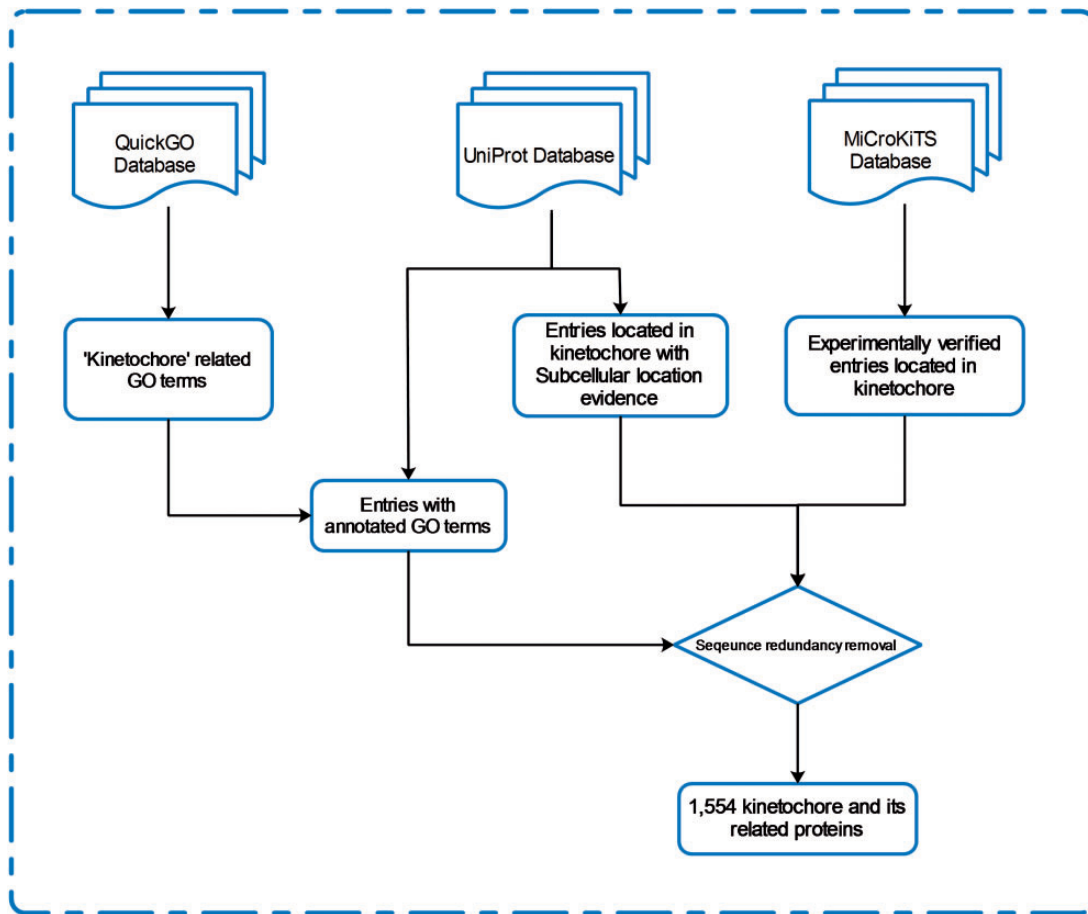 QuickGO
Database
UniProt Database
MiCroKiTS
Database
'Kinetochore' related
GO terms
Entries located in
kinetochore with
Subcellular location
evidence
Experimentally verified
entries located in
kinetochore
Entries with
annotated GO terms
Seqeunce redundancy removal
1,554 kinetochore and its
related proteins